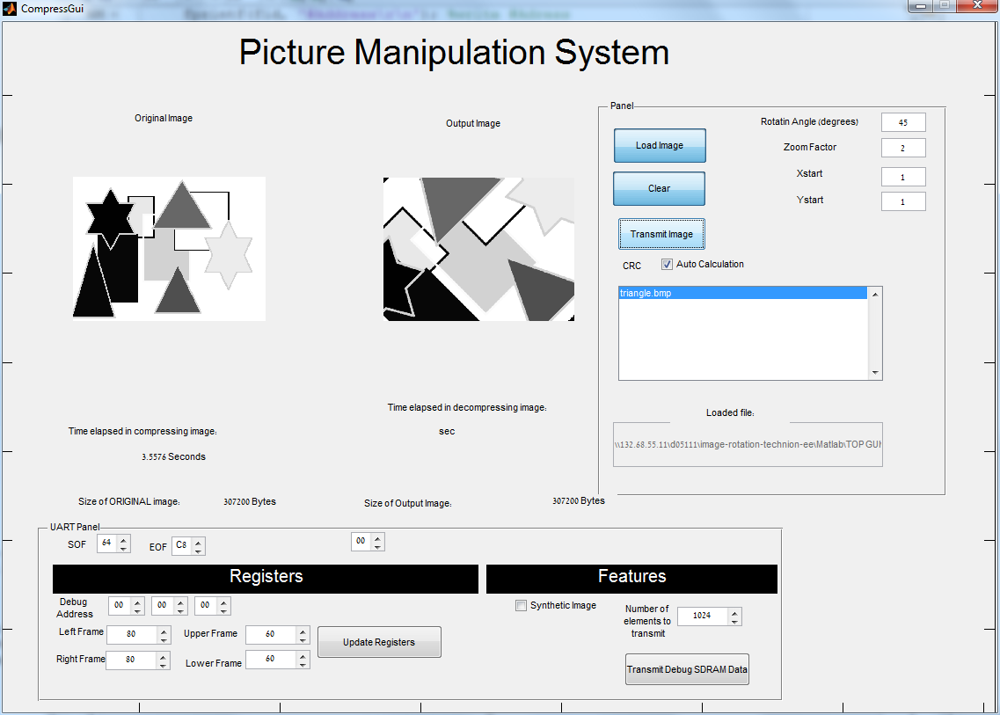 CompressGui
Picture Manipulation System
Original Image
Output Image
Panel
Load Image
Clear
Transmit Image
Rotatin Angle (degrees) 45
Zoom Factor 2
Xstart 1
Ystart 1
CRC Auto Calculation
triangle.bmp
Loaded file:
\\132.68.55.11\d05111\image-rotation-technion-ee\Matlab\TOP GUI
Time elapsed in compressing image:
3.5576 Seconds
Time elapsed in decompressing image:
sec
Size of ORIGINAL image: 307200 Bytes
Size of Output Image: 307200 Bytes
UART Panel
SOF 64 EOF C8 00
Registers
Debug
Address 00 00 00
Left Frame 80 Upper Frame 60
Right Frame 80 Lower Frame 60
Update Registers
Features
Synthetic Image
Number of
elements to
transmit
1024
Transmit Debug SDRAM Data